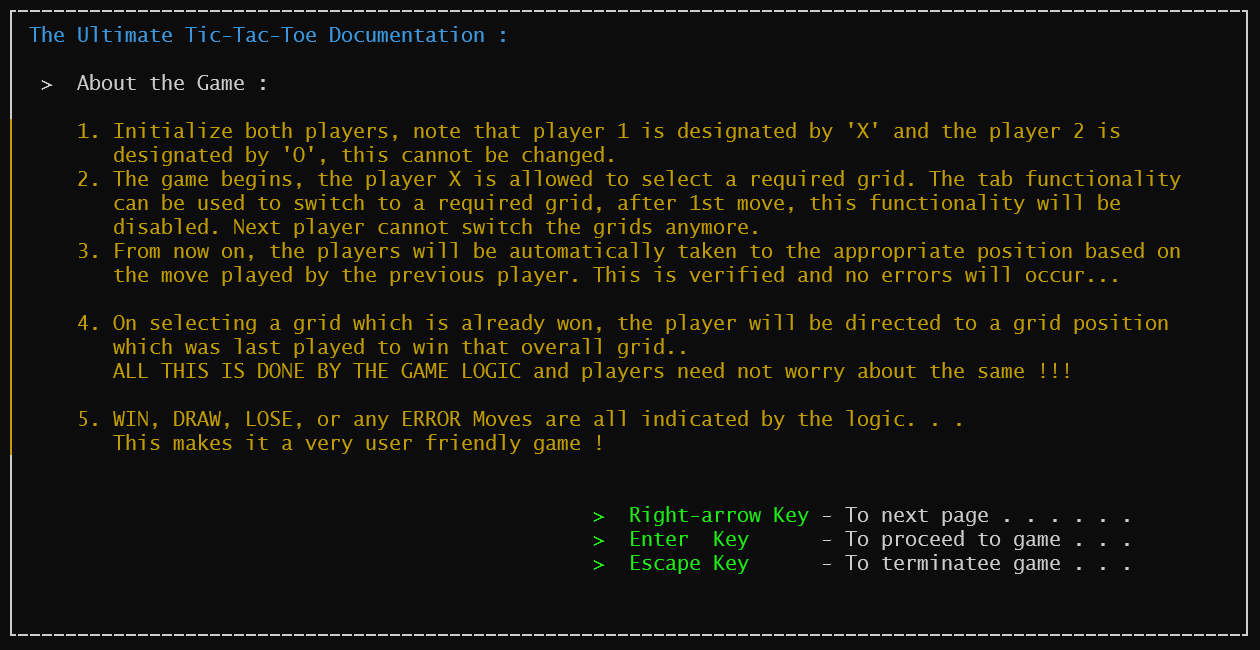 The Ultimate Tic-Tac-Toe Documentation :
> About the Game :
1. Initialize both players, note that player 1 is designated by 'X' and the player 2 is
designated by 'O', this cannot be changed.
2. The game begins, the player X is allowed to select a required grid. The tab functionality
can be used to switch to a required grid, after 1st move, this functionality will be
disabled. Next player cannot switch the grids anymore.
3. From now on, the players will be automatically taken to the appropriate position based on
the move played by the previous player. This is verified and no errors will occur...
4. On selecting a grid which is already won, the player will be directed to a grid position
which was last played to win that overall grid..
ALL THIS IS DONE BY THE GAME LOGIC and players need not worry about the same !!!
5. WIN, DRAW, LOSE, or any ERROR Moves are all indicated by the logic. . .
This makes it a very user friendly game !
> Right-arrow Key - To next page . . . . . .
> Enter  Key - To proceed to game . . .
> Escape Key - To terminatee game . . .